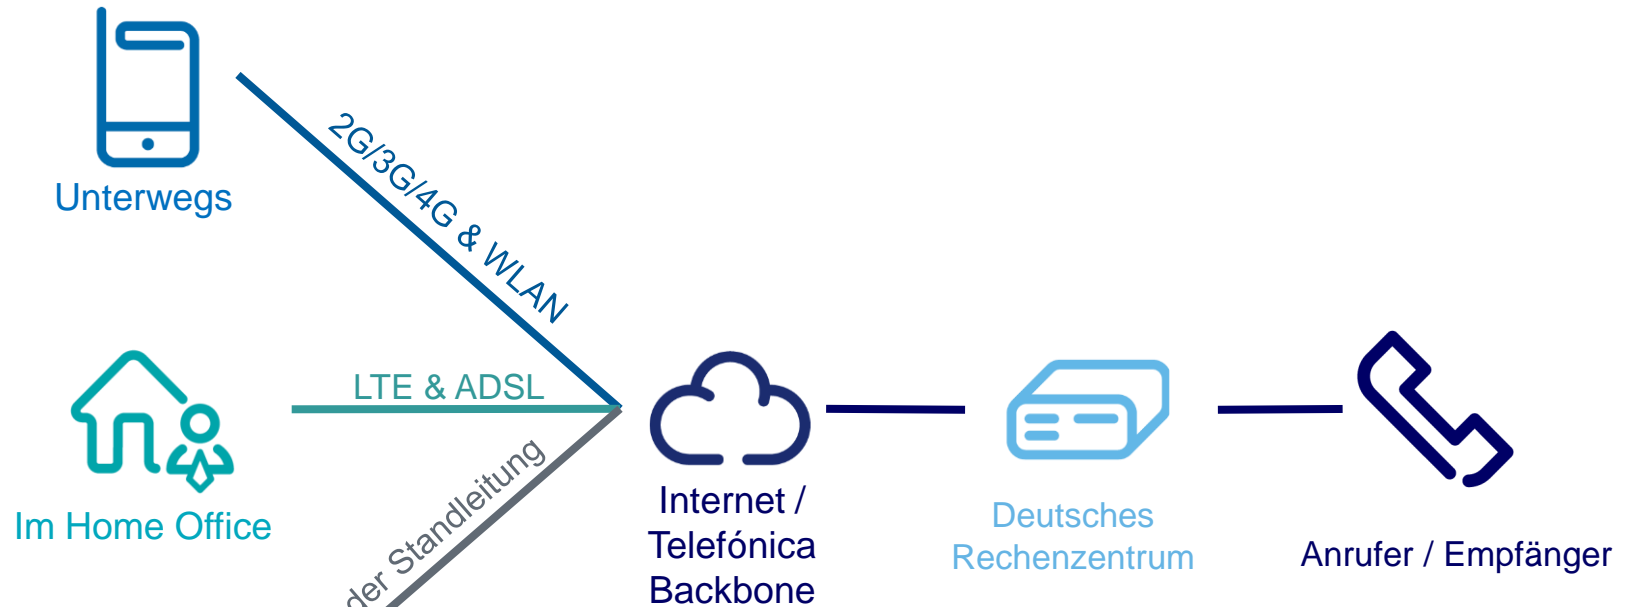 Unterwegs
2G/3G/4G & WLAN
LTE & ADSL
Im Home Office
der Standleitung
Internet /
Telefónica
Backbone
Deutsches
Rechenzentrum
Anrufer / Empfänger